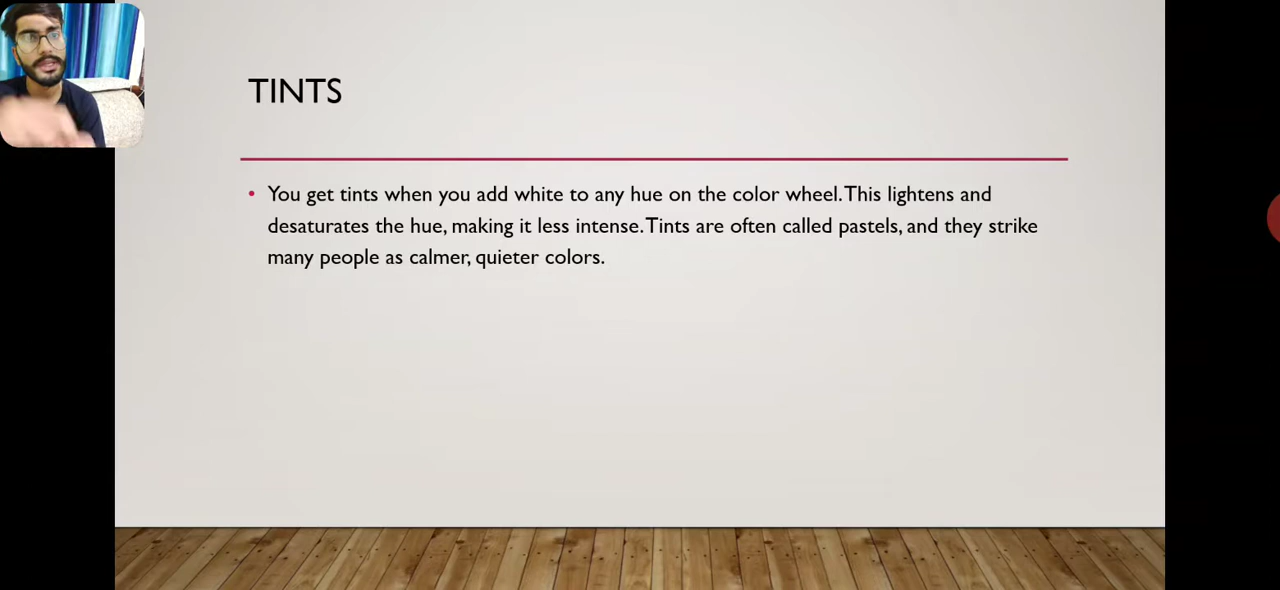 TINTS
• You get tints when you add white to any hue on the color wheel. This lightens and
desaturates the hue, making it less intense. Tints are often called pastels, and they strike
many people as calmer, quieter colors.